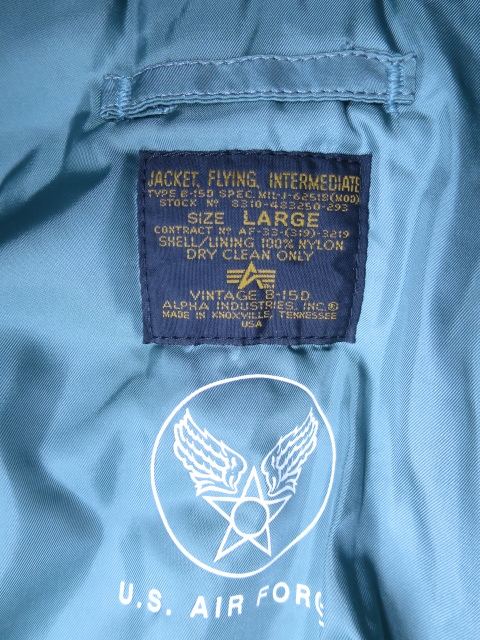 JACKET, FLYING, INTERMEDIATE
TYPE B-15D SPEC. MIL-J-6251B(MOD)
STOCK Nº 8310-483250-293
SIZE LARGE
CONTRACT Nº AF-33-(319)-3219
SHELL/LINING 100% NYLON
DRY CLEAN ONLY
VINTAGE B-15D
ALPHA INDUSTRIES, INC.®
MADE IN KNOXVILLE, TENNESSEE
USA
U.S. AIR FORC